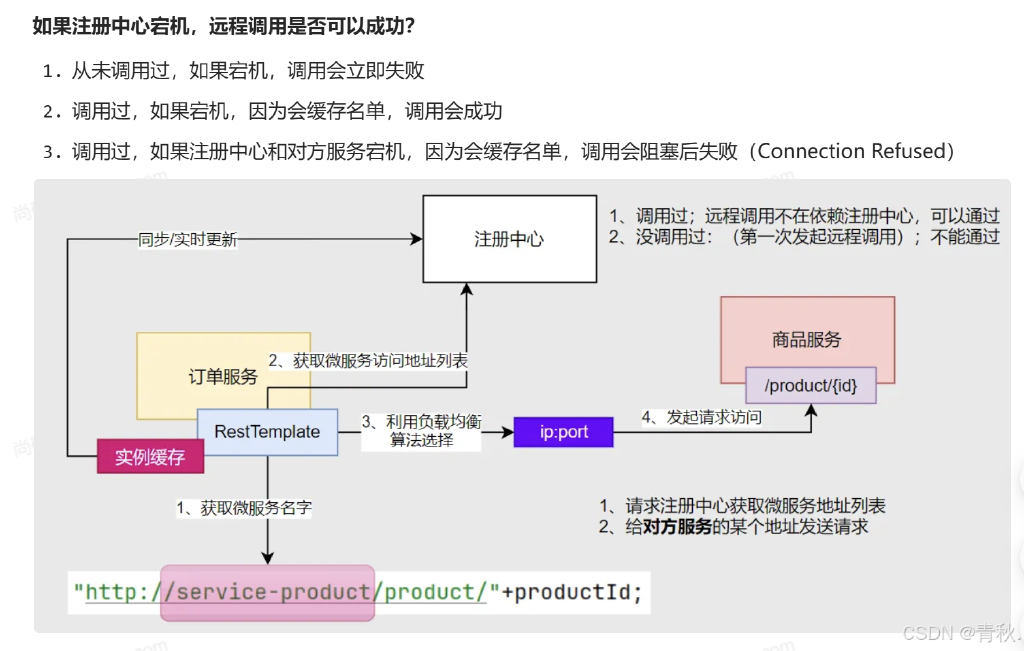 如果注册中心宕机，远程调用是否可以成功？
1. 从未调用过，如果宕机，调用会立即失败
2. 调用过，如果宕机，因为会缓存名单，调用会成功
3. 调用过，如果注册中心和对方服务宕机，因为会缓存名单，调用会阻塞后失败（Connection Refused）
1、调用过；远程调用不在依赖注册中心，可以通过
2、没调用过：（第一次发起远程调用）；不能通过
同步/实时更新
注册中心
商品服务
/product/{id}
2、获取微服务访问地址列表
订单服务
RestTemplate
实例缓存
3、利用负载均衡
算法选择
ip:port
4、发起请求访问
1、获取微服务名字
1、请求注册中心获取微服务地址列表
2、给对方服务的某个地址发送请求
"http://service-product/product/"+productId;
CSDN @青秋.